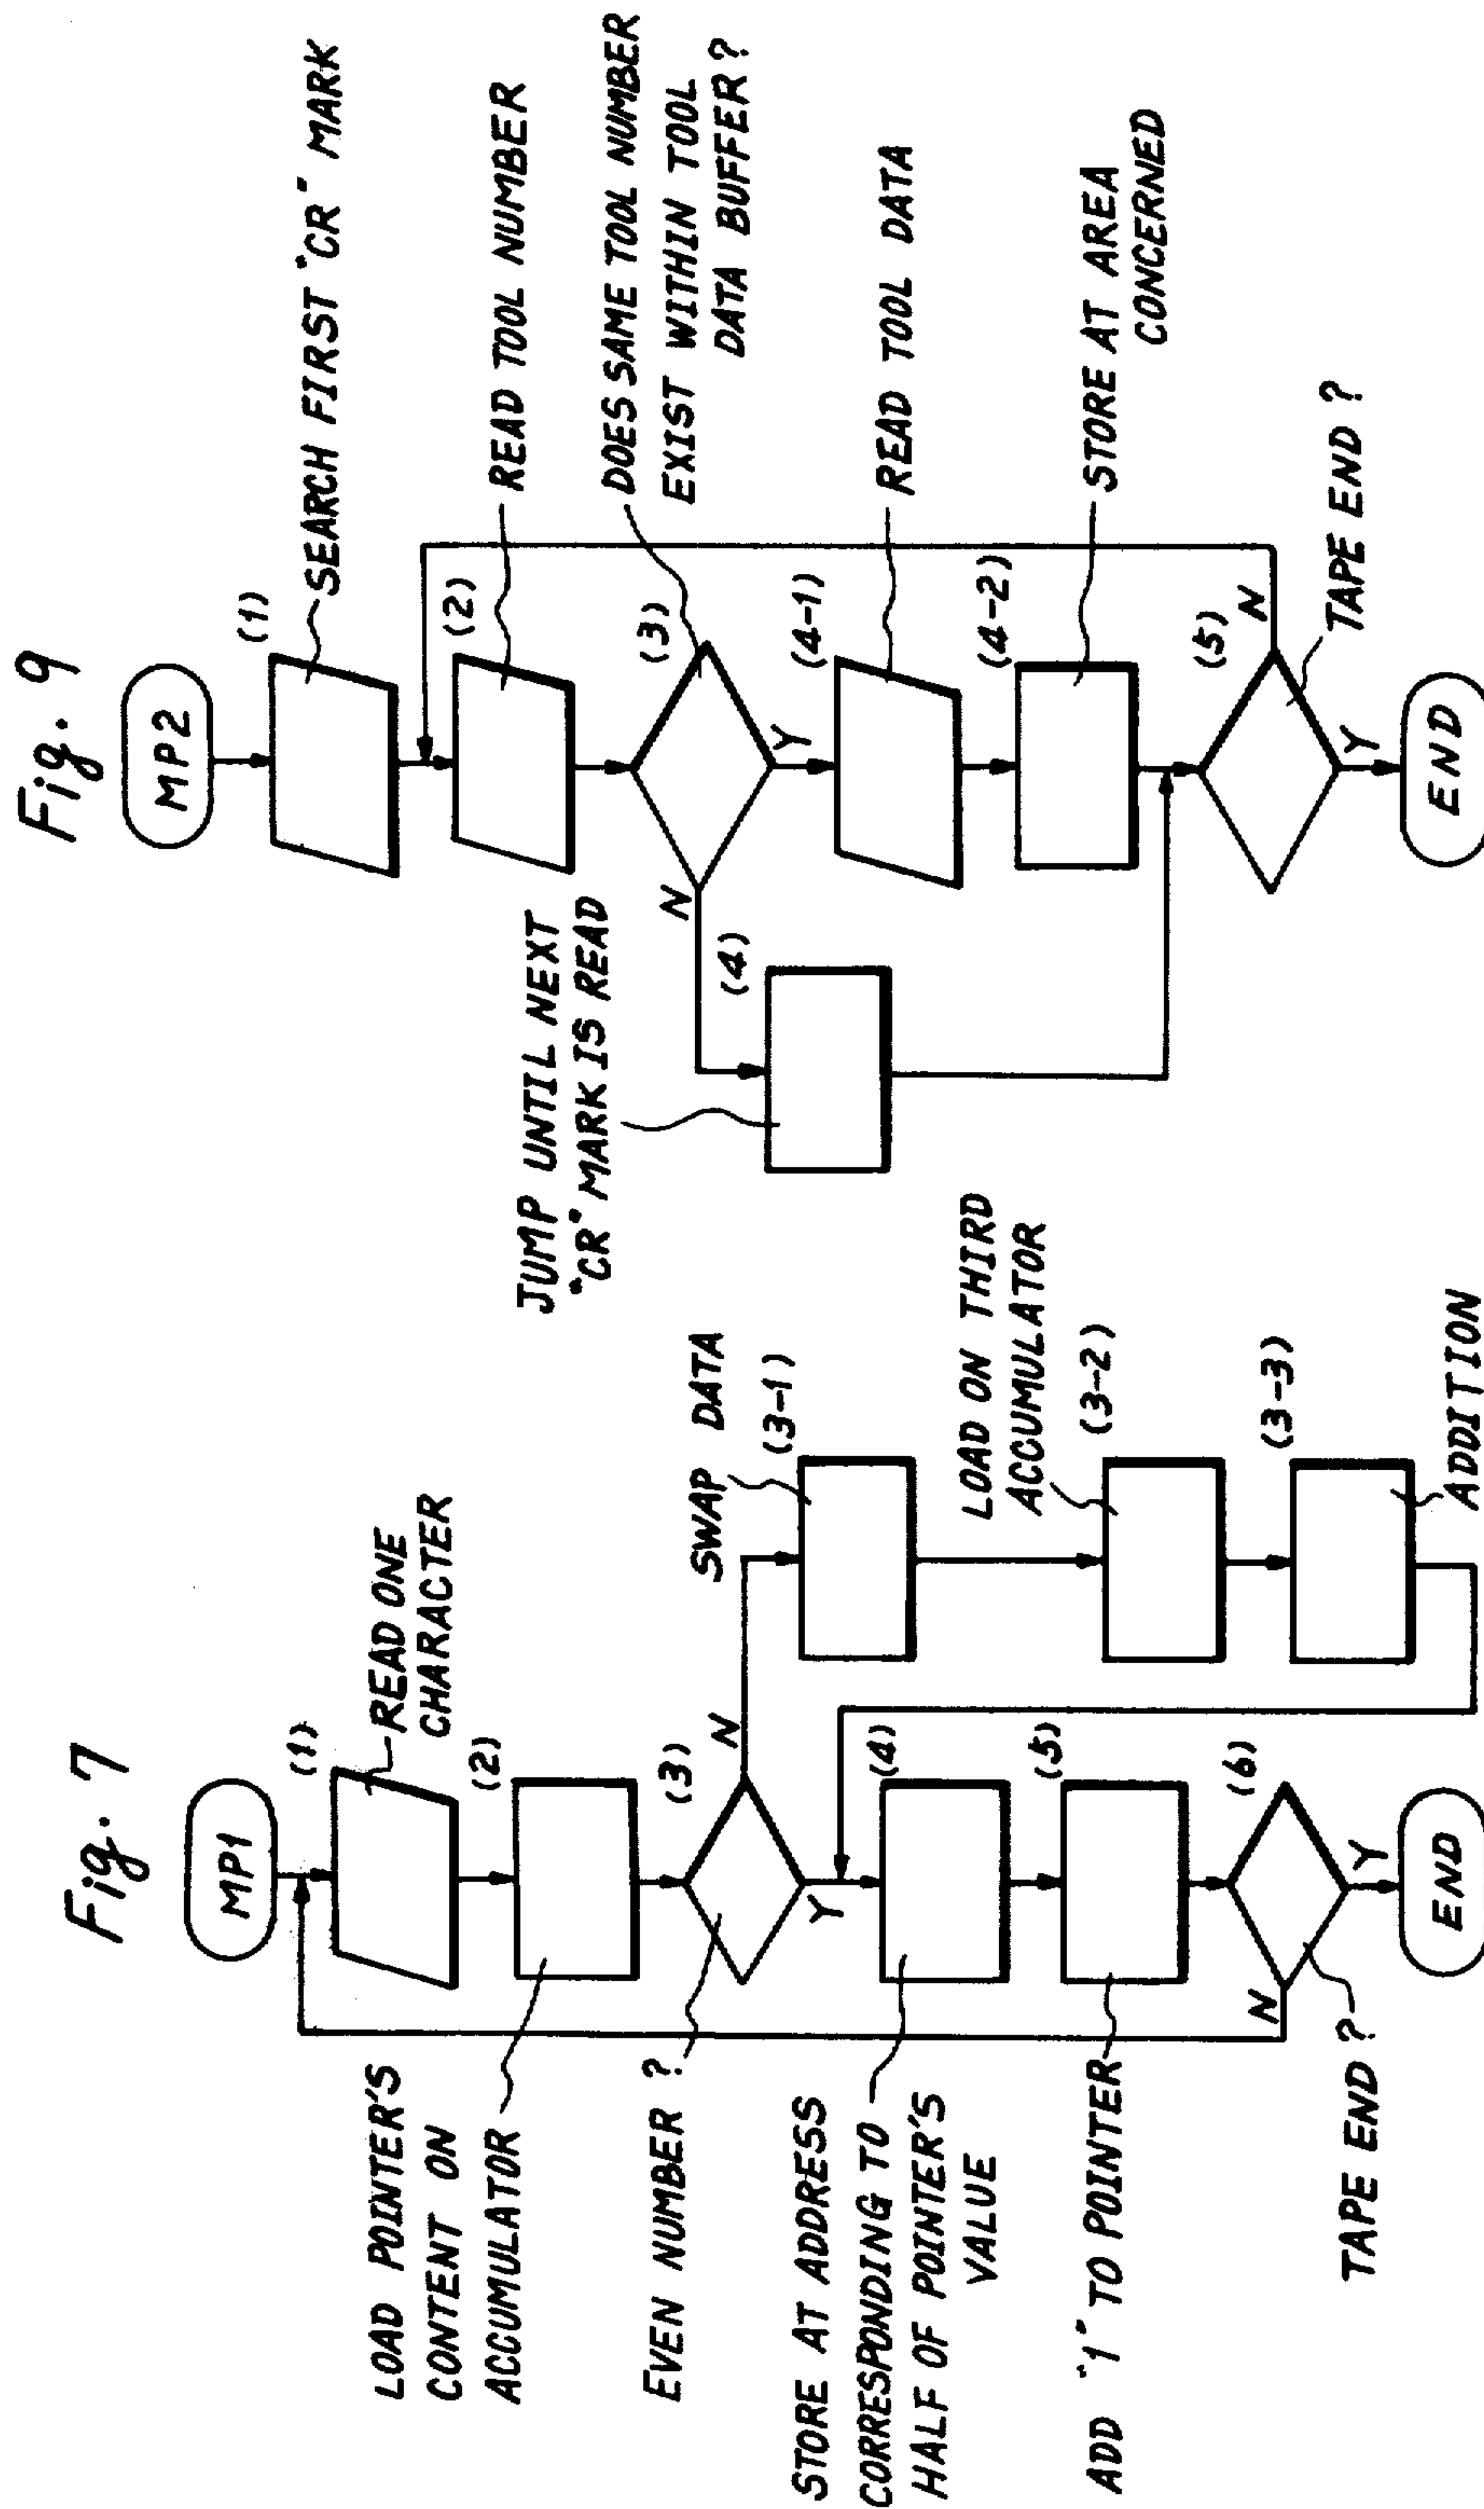 Fig. 7
MP1
(1)
READ ONE
CHARACTER
(2)
LOAD POINTER'S
CONTENT ON
ACCUMULATOR
(3)
EVEN NUMBER ?
N
Y
SWAP DATA
(3-1)
LOAD ON THIRD
ACCUMULATOR
(3-2)
(3-3)
ADDITION
(4)
STORE AT ADDRESS
CORRESPONDING TO
HALF OF POINTER'S
VALUE
(5)
ADD "1" TO POINTER
(6)
N
Y
TAPE END ?
END
Fig. 9
MP2
(1)
SEARCH FIRST "CR" MARK
(2)
READ TOOL NUMBER
(3)
DOES SAME TOOL NUMBER
EXIST WITHIN TOOL
DATA BUFFER ?
N
Y
JUMP UNTIL NEXT
"CR" MARK IS READ
(4)
(4-1)
READ TOOL DATA
(4-2)
STORE AT AREA
CONCERNED
(5)
N
Y
TAPE END ?
END